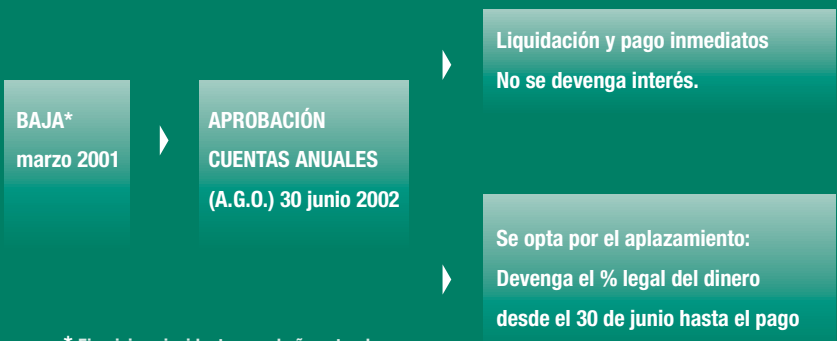 BAJA*
marzo 2001
APROBACIÓN
CUENTAS ANUALES
(A.G.O.) 30 junio 2002
Liquidación y pago inmediatos
No se devenga interés.
Se opta por el aplazamiento:
Devenga el % legal del dinero
desde el 30 de junio hasta el pago